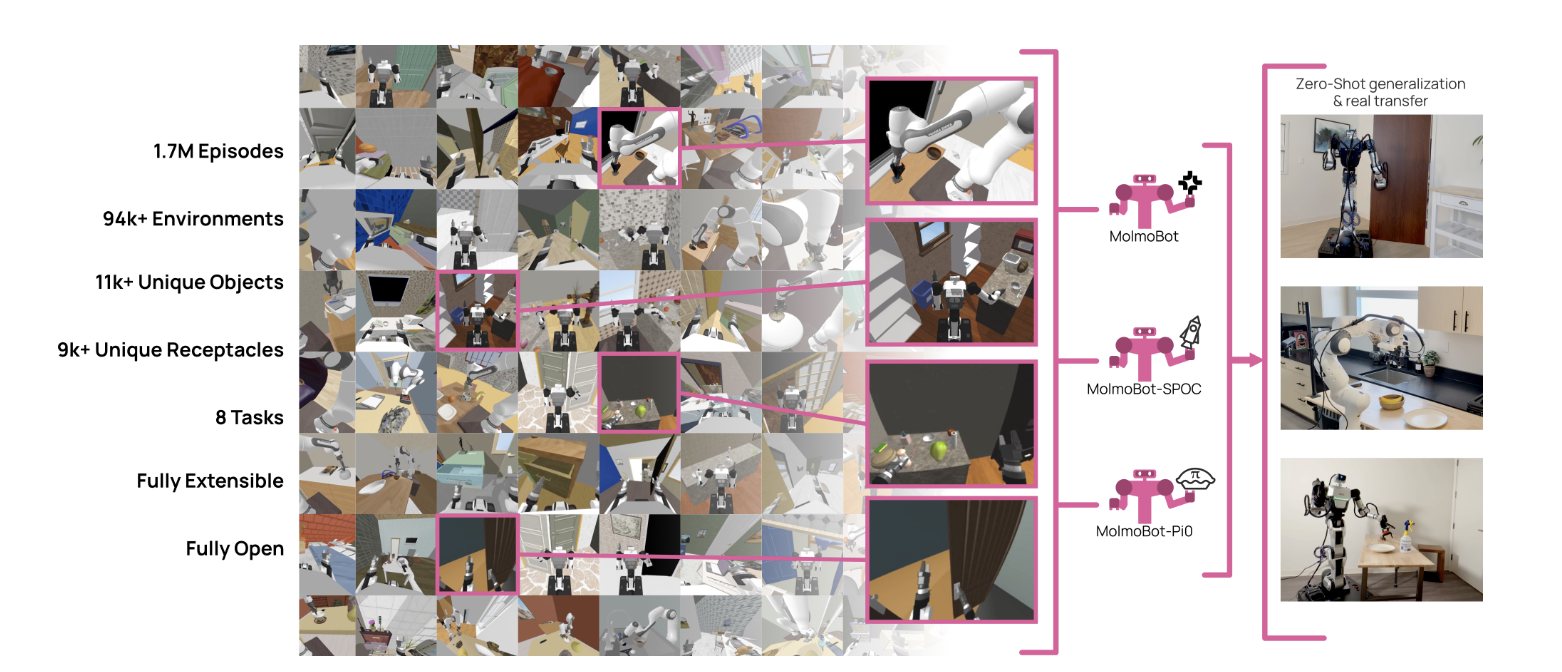 1.7M Episodes
94k+ Environments
11k+ Unique Objects
9k+ Unique Receptacles
8 Tasks
Fully Extensible
Fully Open
MolmoBot
MolmoBot-SPOC
π
MolmoBot-Pi0
Zero-Shot generalization
& real transfer